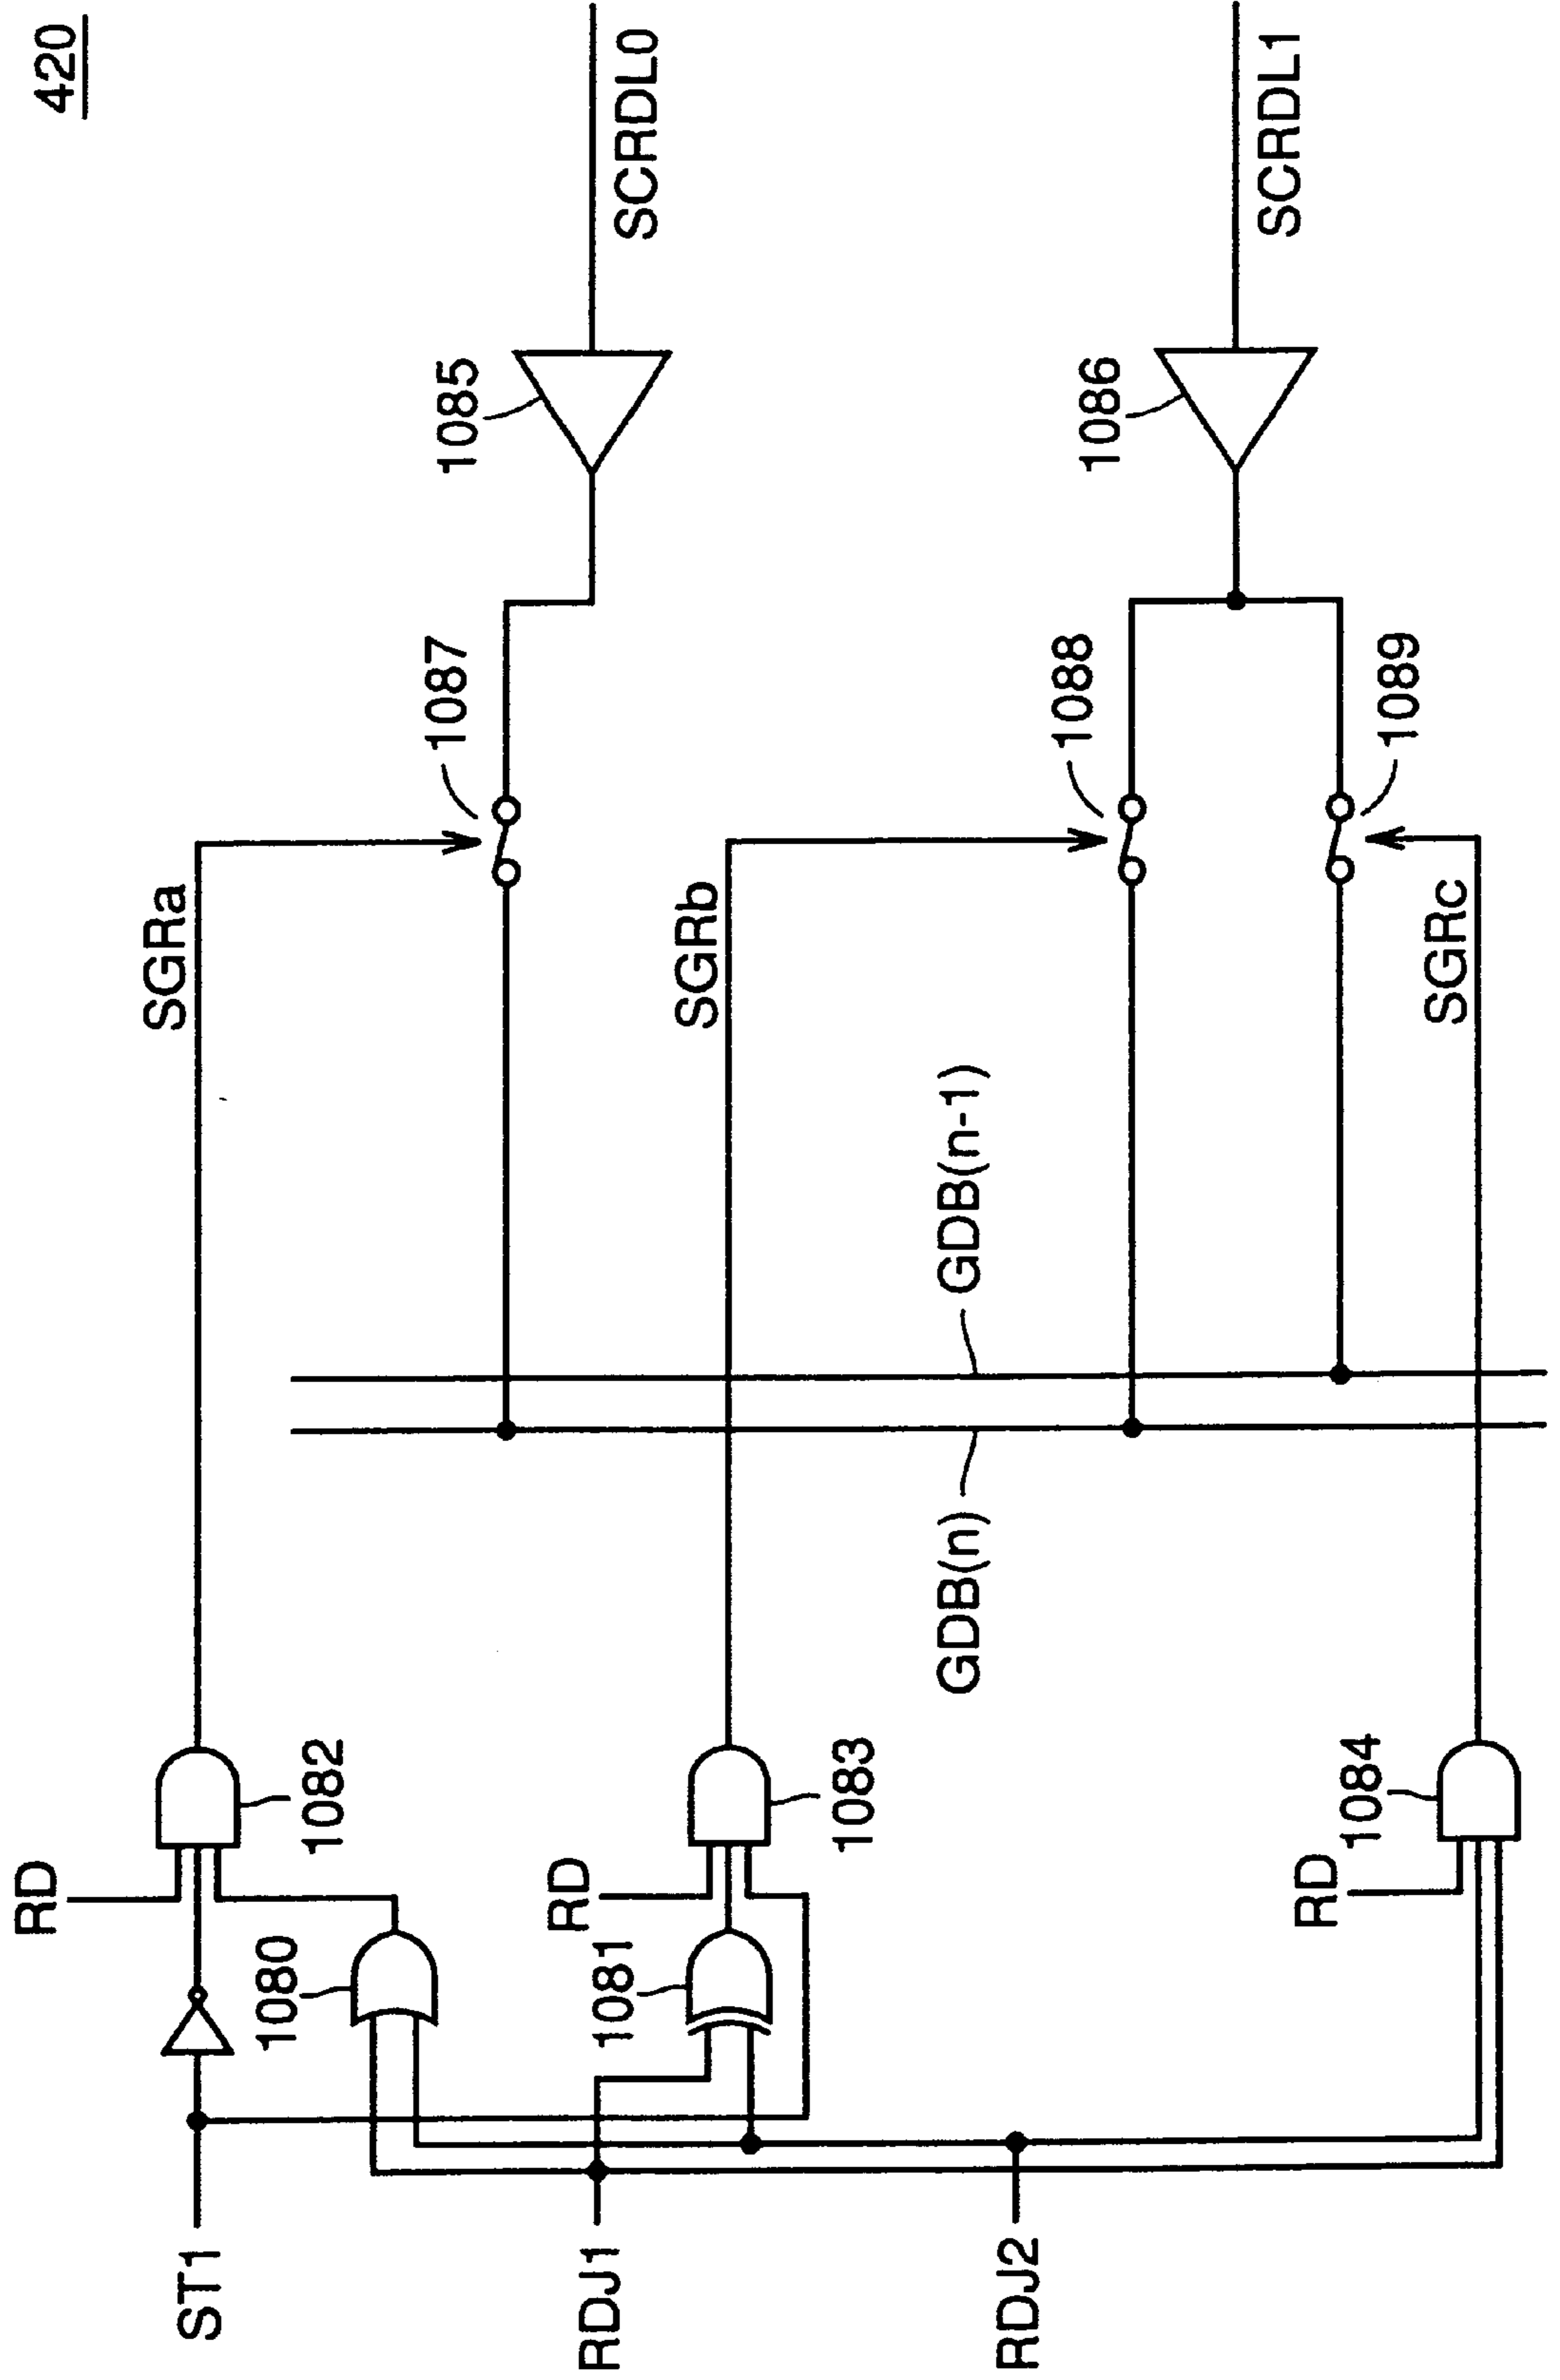 420
ST1
RD
1082
SGRa
1087
1085
SCRDL0
1080
RDJ1
1081
RD
1083
SGRb
GDB(n)
GDB(n-1)
RDJ2
1088
1086
SCRDL1
1089
RD
1084
SGRc